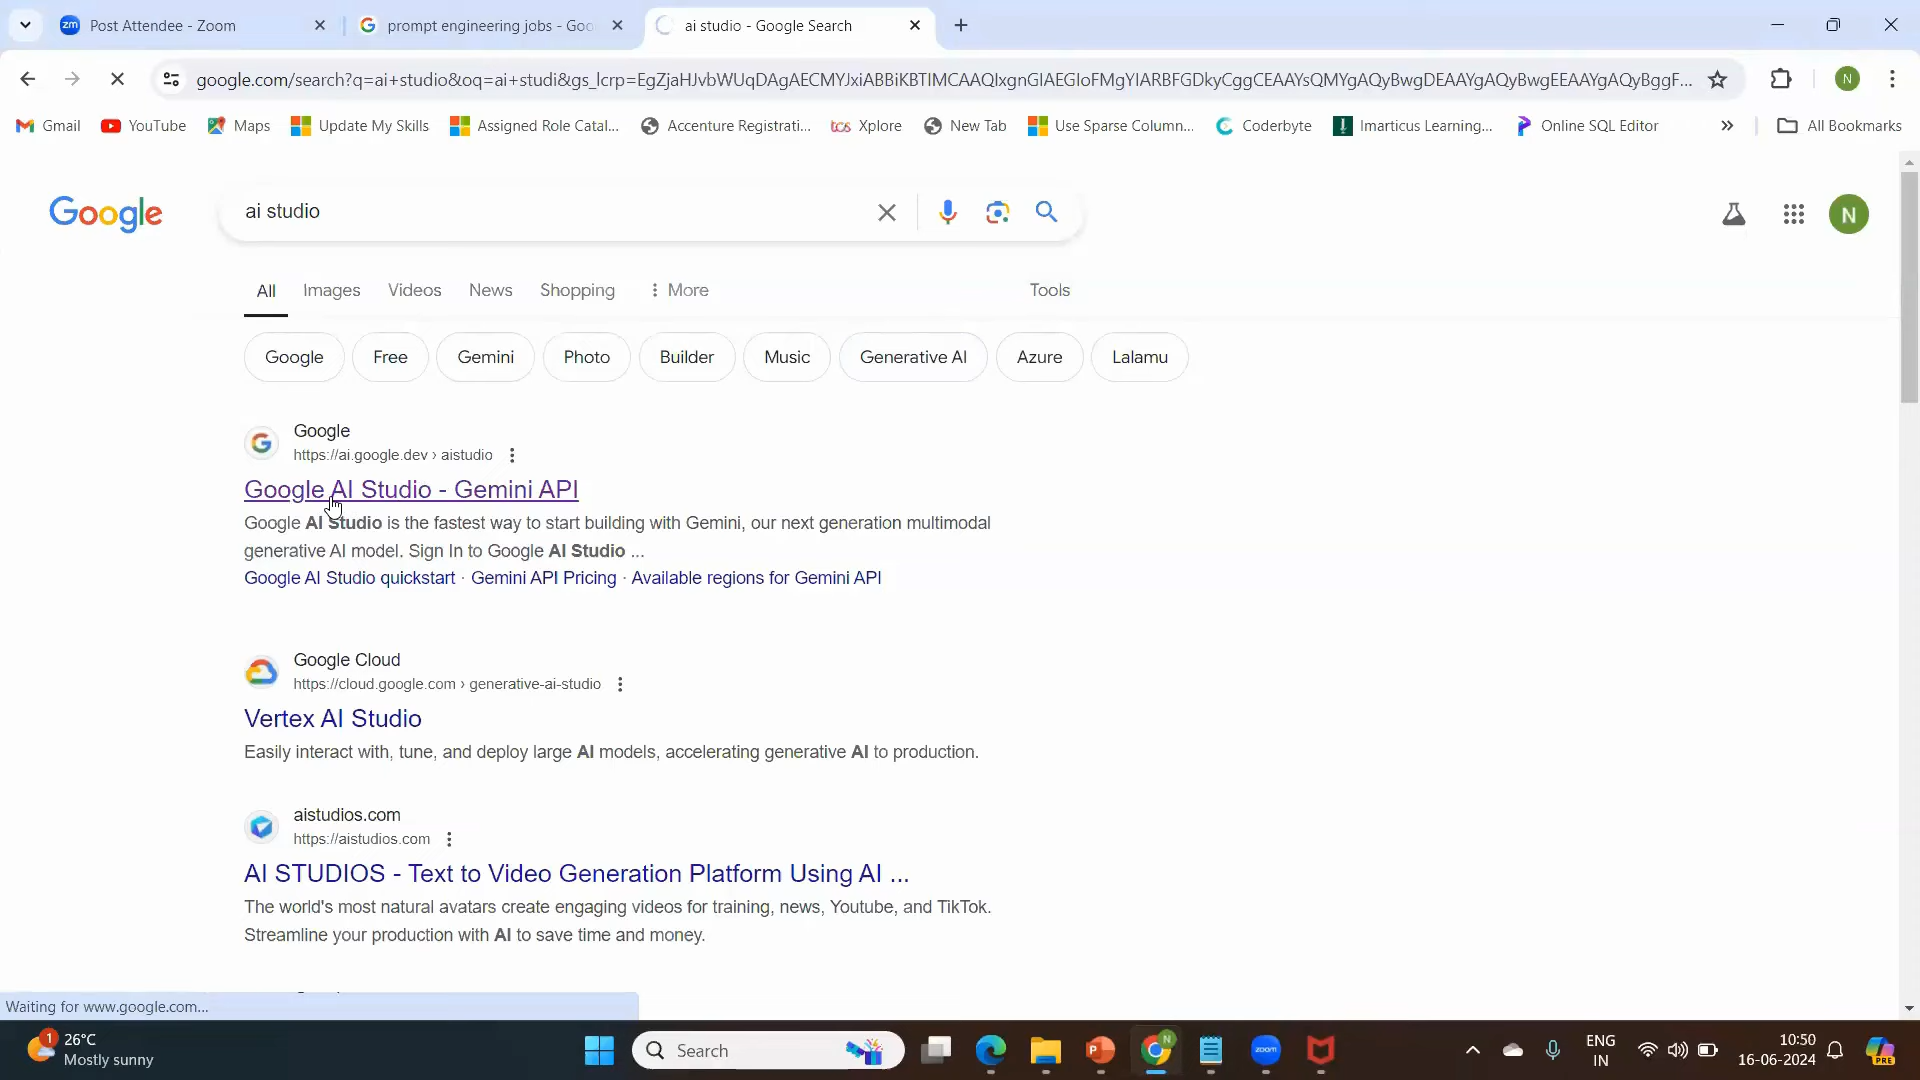 zm Post Attendee - Zoom
prompt engineering jobs - Goo
ai studio - Google Search
google.com/search?q=ai+studio&oq=ai+studi&gs_lcrp=EgZjaHJvbWUqDAgAECMYJxiABBiKBTIMCAAQIxgnGIAEGIoFMgYIARBFGDkyCggCEAAYsQMYgAQyBwgDEAAYgAQyBwgEEAAYgAQyBggF...
N
Gmail
YouTube
Maps
Update My Skills
Assigned Role Catal...
Accenture Registrati...
tcs Xplore
New Tab
Use Sparse Column...
Coderbyte
Imarticus Learning...
Online SQL Editor
All Bookmarks
Google
ai studio
N
All Images Videos News Shopping More Tools
Google Free Gemini Photo Builder Music Generative AI Azure Lalamu
Google
https://ai.google.dev › aistudio
Google AI Studio - Gemini API
Google AI Studio is the fastest way to start building with Gemini, our next generation multimodal
generative AI model. Sign In to Google AI Studio ...
Google AI Studio quickstart · Gemini API Pricing · Available regions for Gemini API
Google Cloud
https://cloud.google.com › generative-ai-studio
Vertex AI Studio
Easily interact with, tune, and deploy large AI models, accelerating generative AI to production.
aistudios.com
https://aistudios.com
AI STUDIOS - Text to Video Generation Platform Using AI ...
The world's most natural avatars create engaging videos for training, news, Youtube, and TikTok.
Streamline your production with AI to save time and money.
Waiting for www.google.com...
1
26°C
Mostly sunny
Search
P
N
zoom
ENG
IN
10:50
16-06-2024
PRE